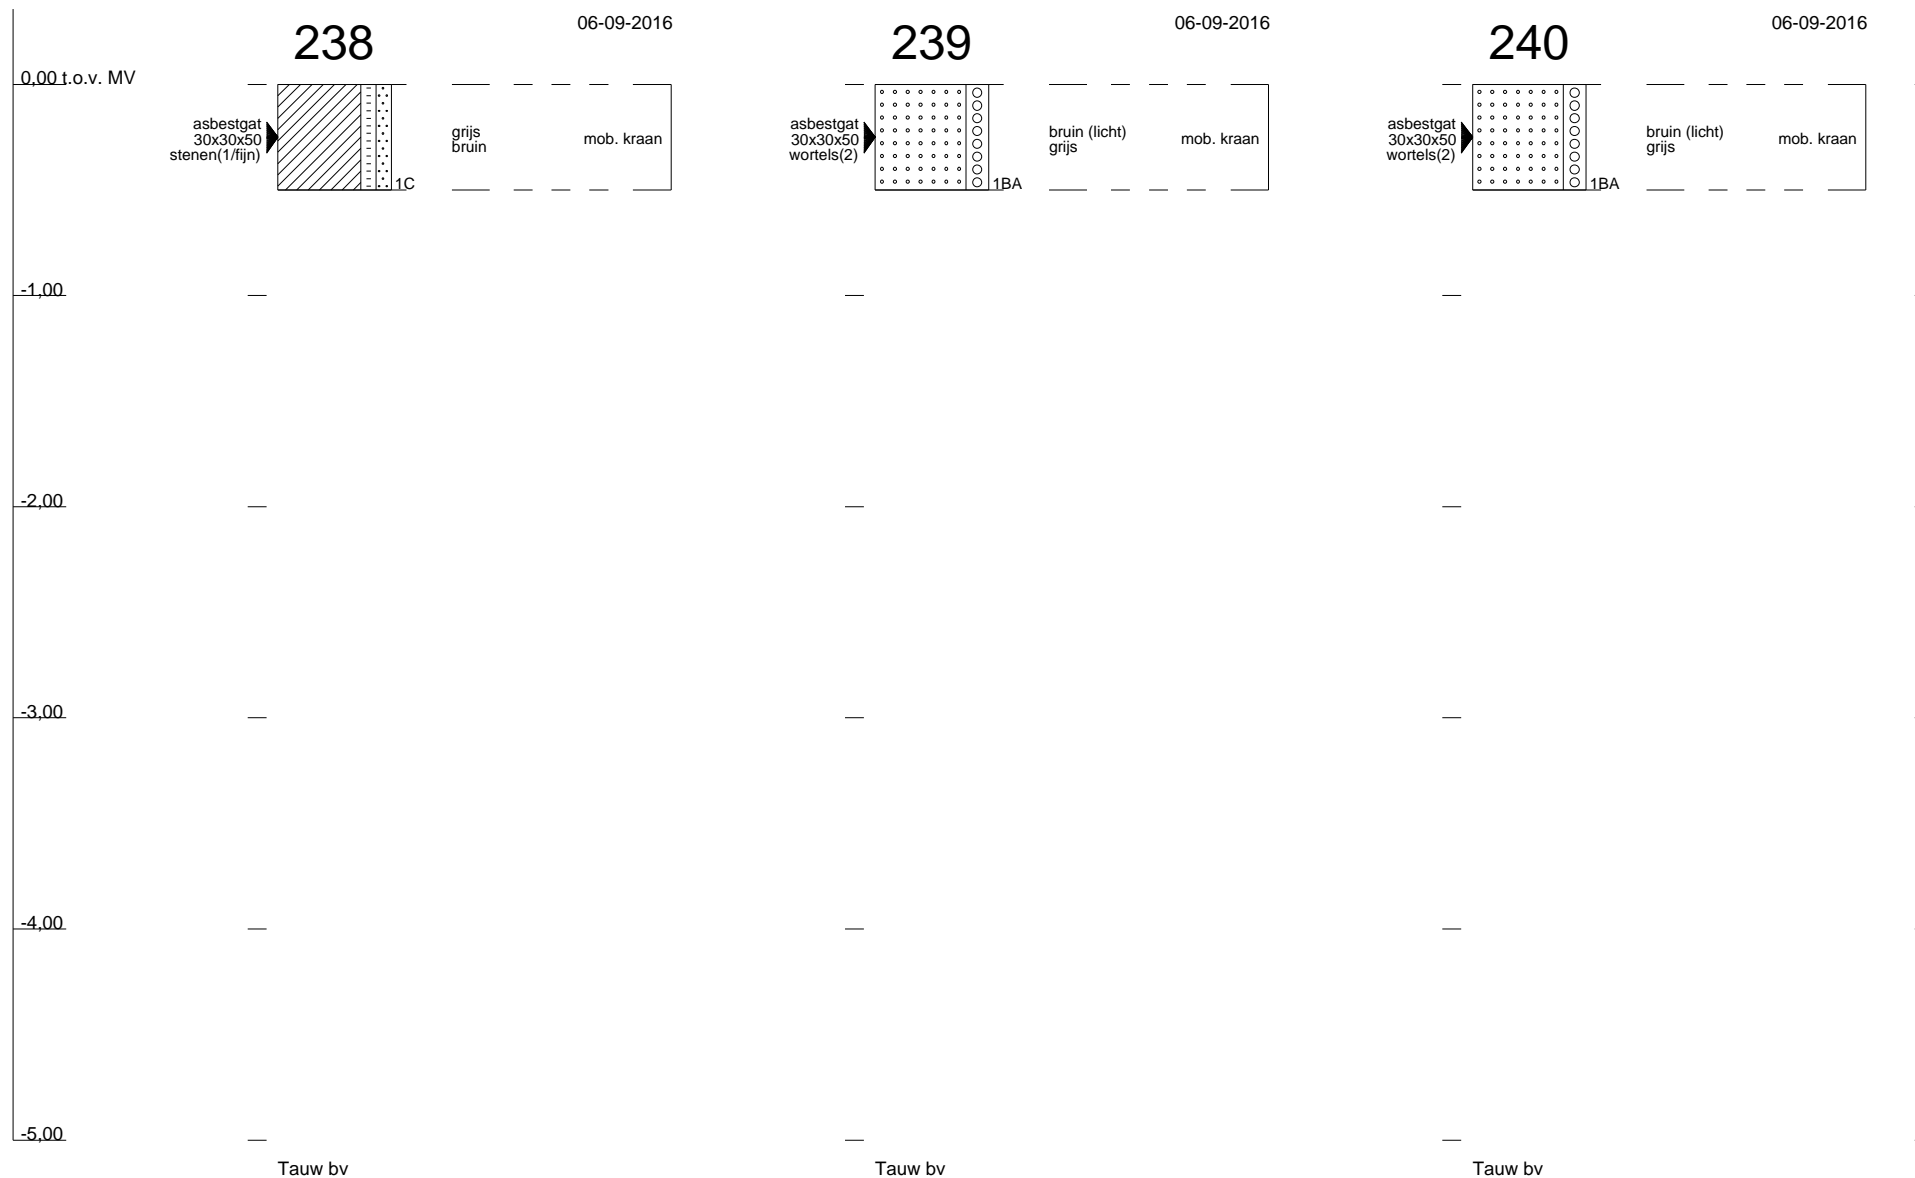 238
06-09-2016
239
06-09-2016
240
06-09-2016
0,00 t.o.v. MV
asbestgat
30x30x50
stenen(1/fijn)
1C
grijs
bruin
mob. kraan
asbestgat
30x30x50
wortels(2)
1BA
bruin (licht)
grijs
mob. kraan
asbestgat
30x30x50
wortels(2)
1BA
bruin (licht)
grijs
mob. kraan
-1,00
-2,00
-3,00
-4,00
-5,00
Tauw bv
Tauw bv
Tauw bv